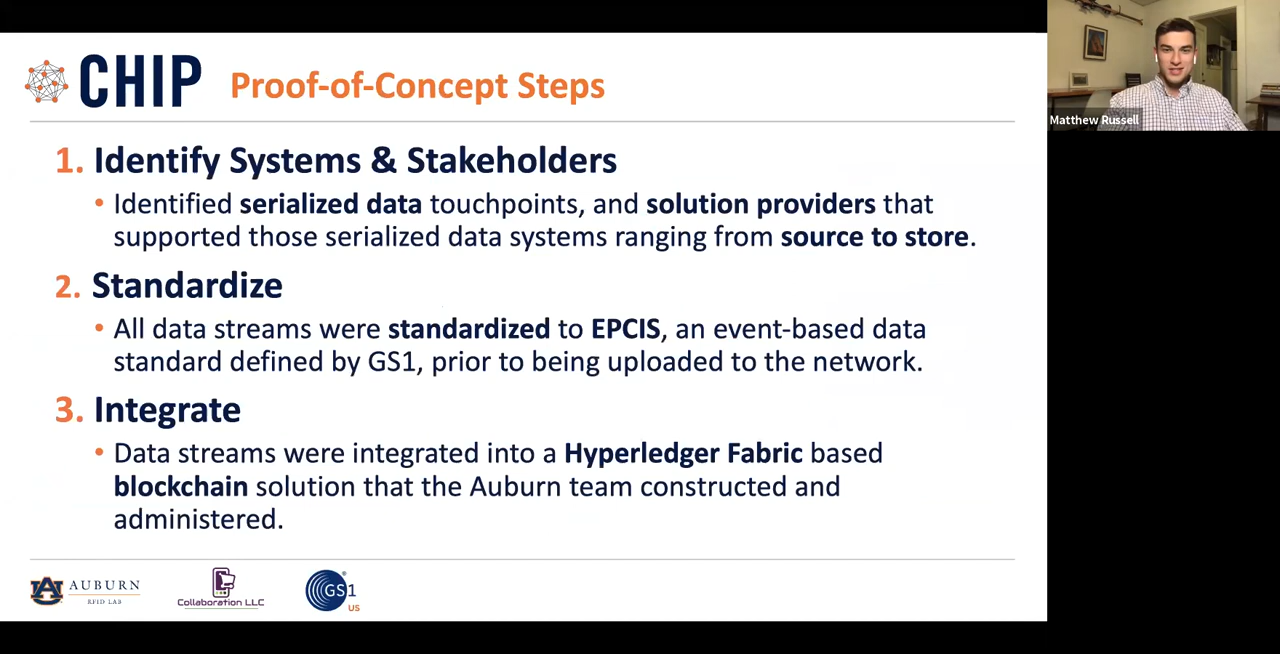 CHIP Proof-of-Concept Steps
Matthew Russell
1. Identify Systems & Stakeholders
• Identified serialized data touchpoints, and solution providers that
supported those serialized data systems ranging from source to store.
2. Standardize
• All data streams were standardized to EPCIS, an event-based data
standard defined by GS1, prior to being uploaded to the network.
3. Integrate
• Data streams were integrated into a Hyperledger Fabric based
blockchain solution that the Auburn team constructed and
administered.
AU
AUBURN
RFID LAB
Collaboration LLC
GS1
US